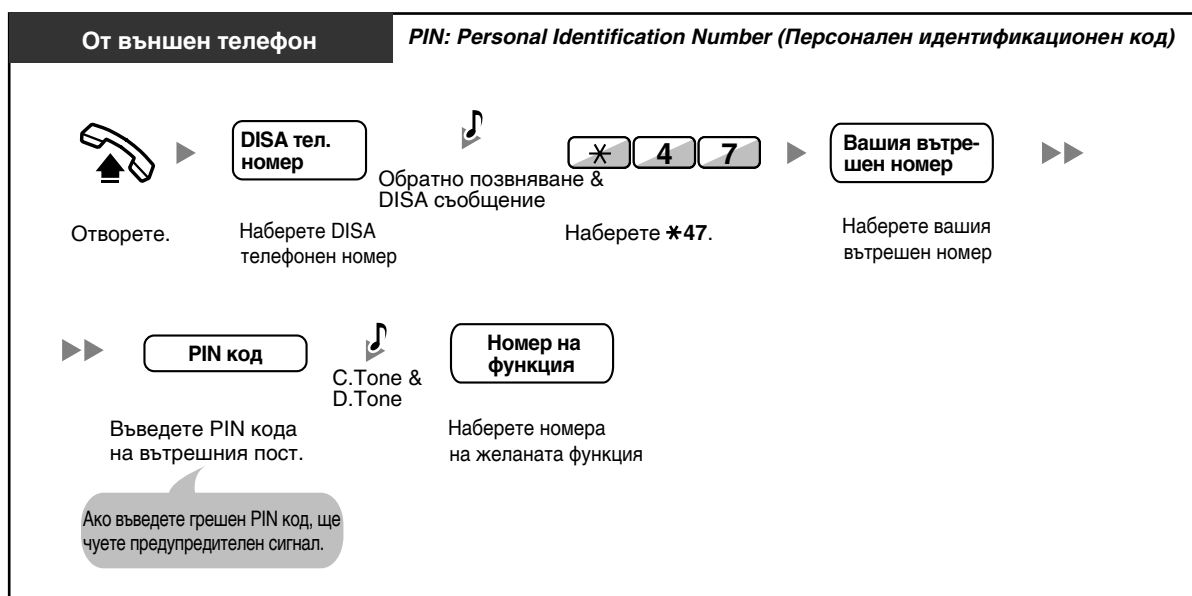 От външен телефон
PIN: Personal Identification Number (Персонален идентификационен код)
DISA тел.
номер
Обратно позвняване &
DISA съобщение
* 4 7
Вашия вътре-
шен номер
Отворете.
Наберете DISA
телефонен номер
Наберете *47.
Наберете вашия
вътрешен номер
PIN код
C.Tone &
D.Tone
Номер на
функция
Въведете PIN кода
на вътрешния пост.
Наберете номера
на желаната функция
Ако въведете грешен PIN код, ще
чуете предупредителен сигнал.